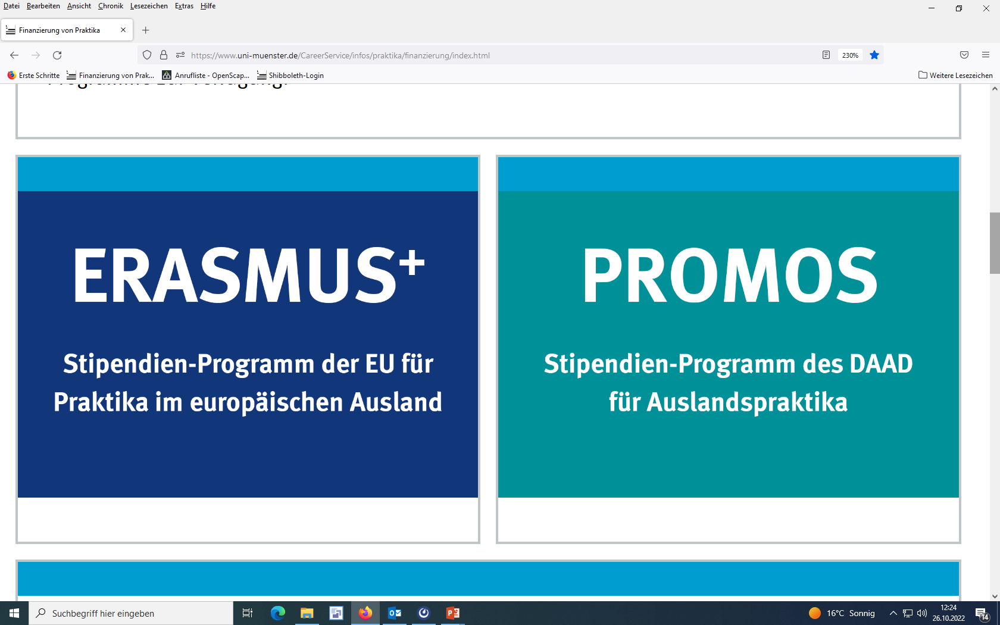 Datei Bearbeiten Ansicht Chronik Lesezeichen Extras Hilfe
Finanzierung von Praktika
https://www.uni-muenster.de/CareerService/infos/praktika/finanzierung/index.html
230%
Erste Schritte Finanzierung von Prak... Anrufliste - OpenScap... Shibboleth-Login Weitere Lesezeichen
Programme zur Verfügung.
ERASMUS+
Stipendien-Programm der EU für
Praktika im europäischen Ausland
PROMOS
Stipendien-Programm des DAAD
für Auslandspraktika
Suchbegriff hier eingeben
16°C Sonnig
12:24
26.10.2022
14